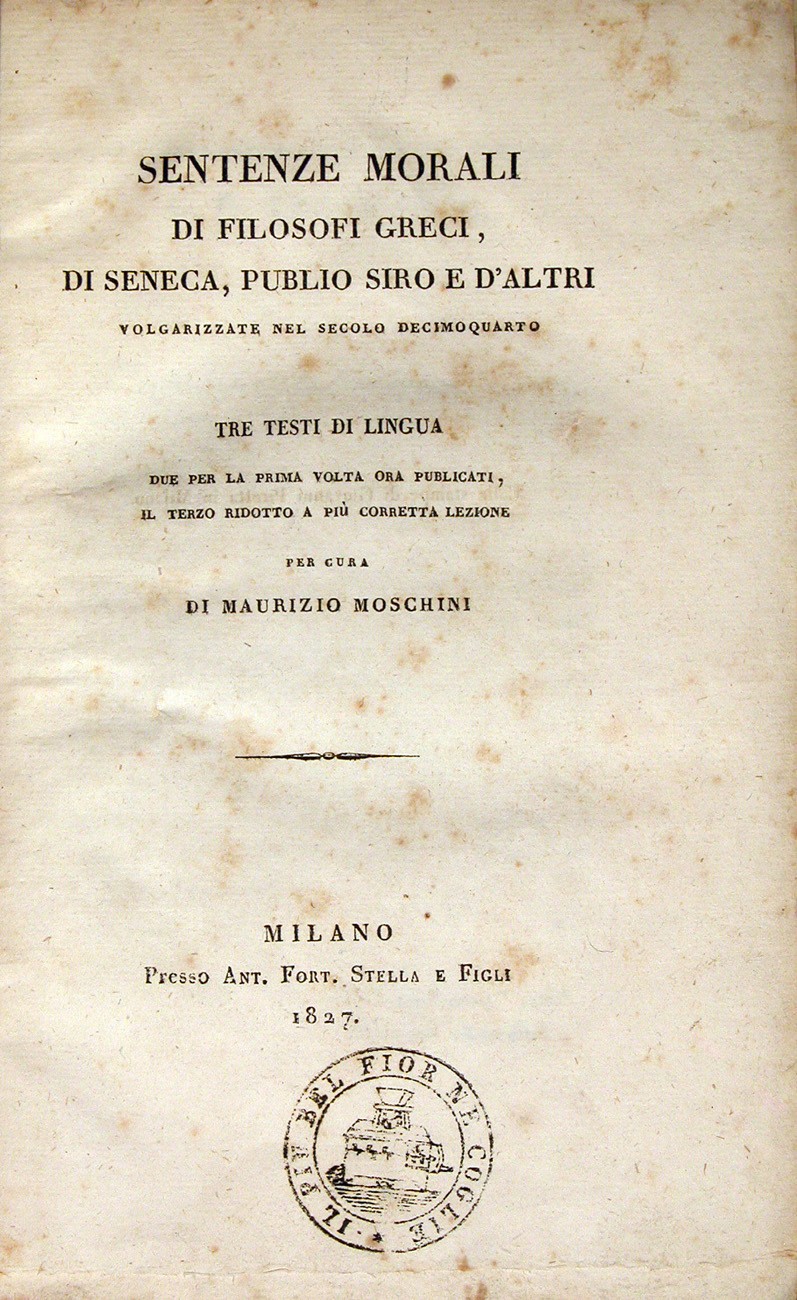 SENTENZE MORALI
DI FILOSOFI GRECI,
DI SENECA, PUBLIO SIRO E D'ALTRI
VOLGARIZZATE NEL SECOLO DECIMOQUARTO
TRE TESTI DI LINGUA
DUE PER LA PRIMA VOLTA ORA PUBLICATI,
IL TERZO RIDOTTO A PIÙ CORRETTA LEZIONE
PER CURA
DI MAURIZIO MOSCHINI
MILANO
Presso ANT. FORT. STELLA E FIGLI
1827.
IL PIU BEL FIOR NE COGLIE